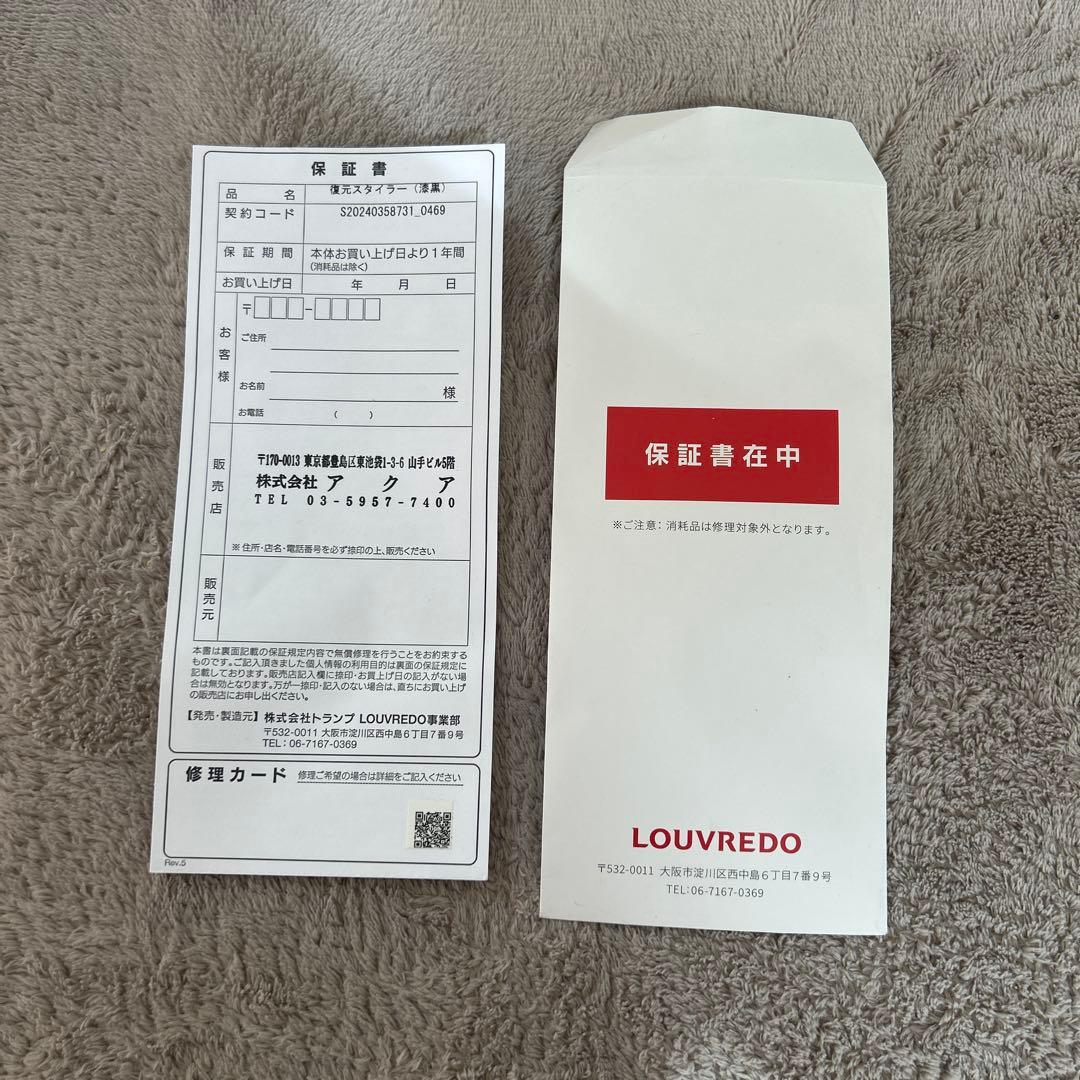 保証書
品名 復元スタイラー（漆黒）
契約コード S20240358731_0469
保証期間 本体お買い上げ日より1年間
（消耗品は除く）
お買い上げ日 年 月 日
お客様
〒 -
ご住所
お名前 様
お電話 （ ）
販売店
〒170-0013 東京都豊島区東池袋1-3-6 山手ビル5階
株式会社 アクア
TEL 03-5957-7400
※住所・店名・電話番号を必ず捺印の上、販売ください
販売元
本書は裏面記載の保証規定内容で無償修理を行うことをお約束する
ものです。ご記入頂きました個人情報の利用目的は裏面の保証規定に
記載しております。販売店記入欄に捺印・お買上げ日の記入がない場
合は無効となります。万が一捺印・記入のない場合は、直ちにお買い上げ
の販売店にお申し出ください。
【発売・製造元】株式会社トランプ LOUVREDO事業部
〒532-0011 大阪市淀川区西中島6丁目7番9号
TEL：06-7167-0369
修理カード 修理ご希望の場合は詳細をご記入ください
Rev.5
保証書在中
※ご注意：消耗品は修理対象外となります。
LOUVREDO
〒532-0011 大阪市淀川区西中島6丁目7番9号
TEL:06-7167-0369